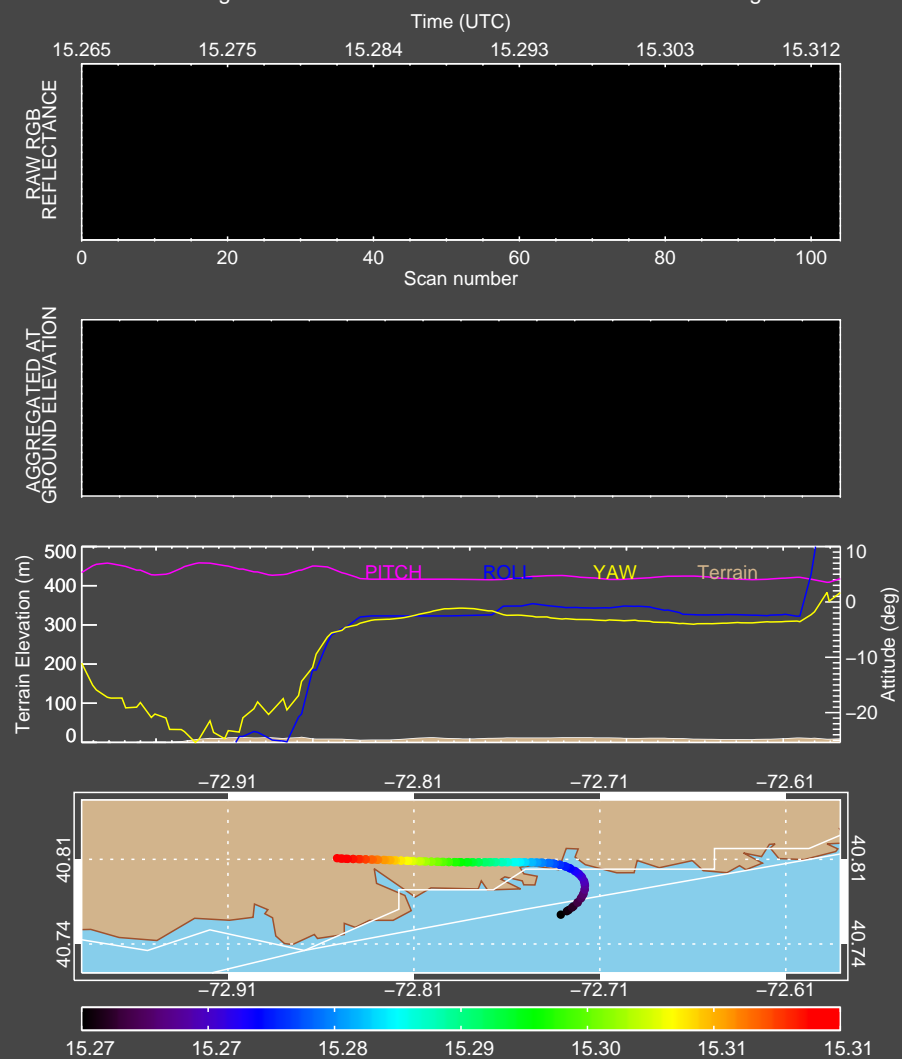 Time (UTC)
15.265 15.275 15.284 15.293 15.303 15.312
RAW RGB
REFLECTANCE
0 20 40 60 80 100
Scan number
AGGREGATED AT
GROUND ELEVATION
Terrain Elevation (m)
500
400
300
200
100
0
PITCH ROLL YAW Terrain
10
0
−10
−20
Attitude (deg)
−72.91 −72.81 −72.71 −72.61
40.81
40.74
40.81
40.74
−72.91 −72.81 −72.71 −72.61
15.27 15.27 15.28 15.29 15.30 15.31 15.31